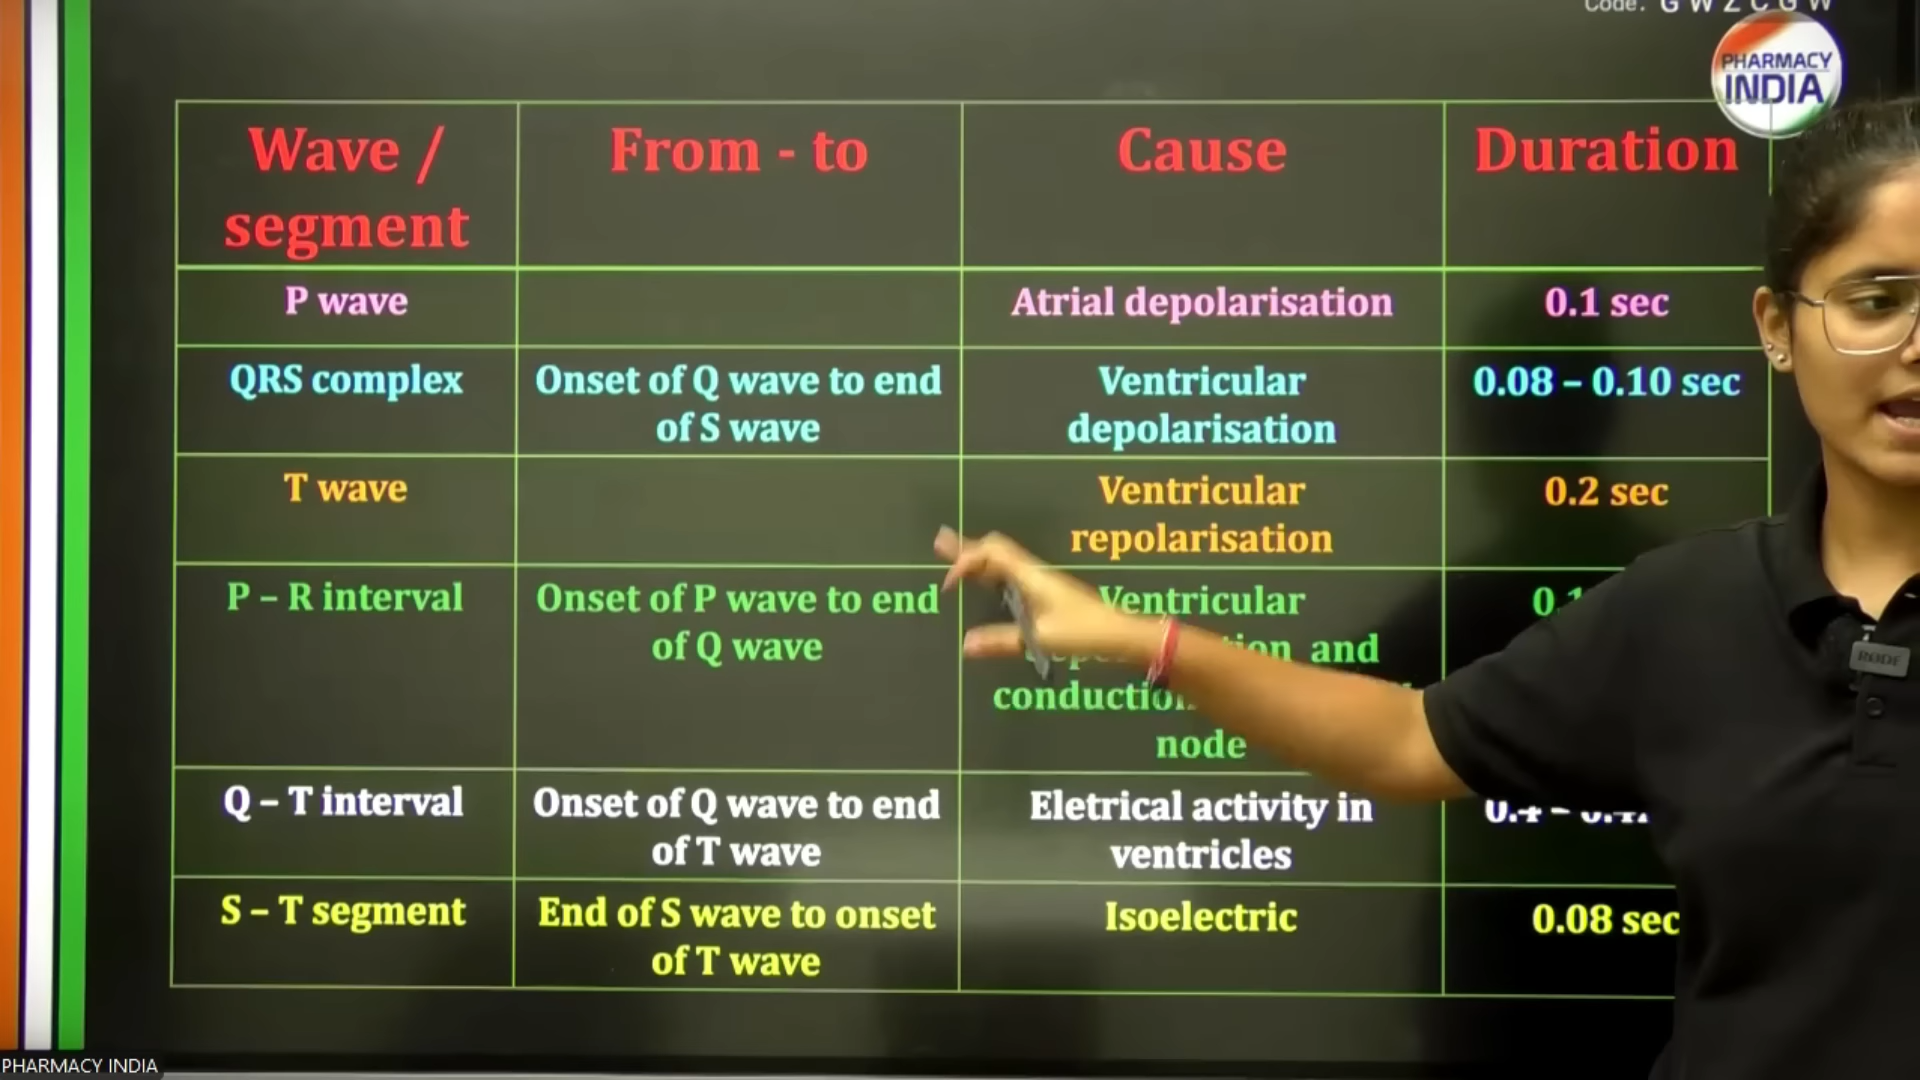 Code: G W Z C G W
PHARMACY
INDIA
Wave /
segment
From - to
Cause
Duration
P wave
Atrial depolarisation
0.1 sec
QRS complex
Onset of Q wave to end
of S wave
Ventricular
depolarisation
0.08 – 0.10 sec
T wave
Ventricular
repolarisation
0.2 sec
P – R interval
Onset of P wave to end
of Q wave
Ventricular
and
node
Q – T interval
Onset of Q wave to end
of T wave
Eletrical activity in
ventricles
S – T segment
End of S wave to onset
of T wave
Isoelectric
0.08 sec
RODE
PHARMACY INDIA